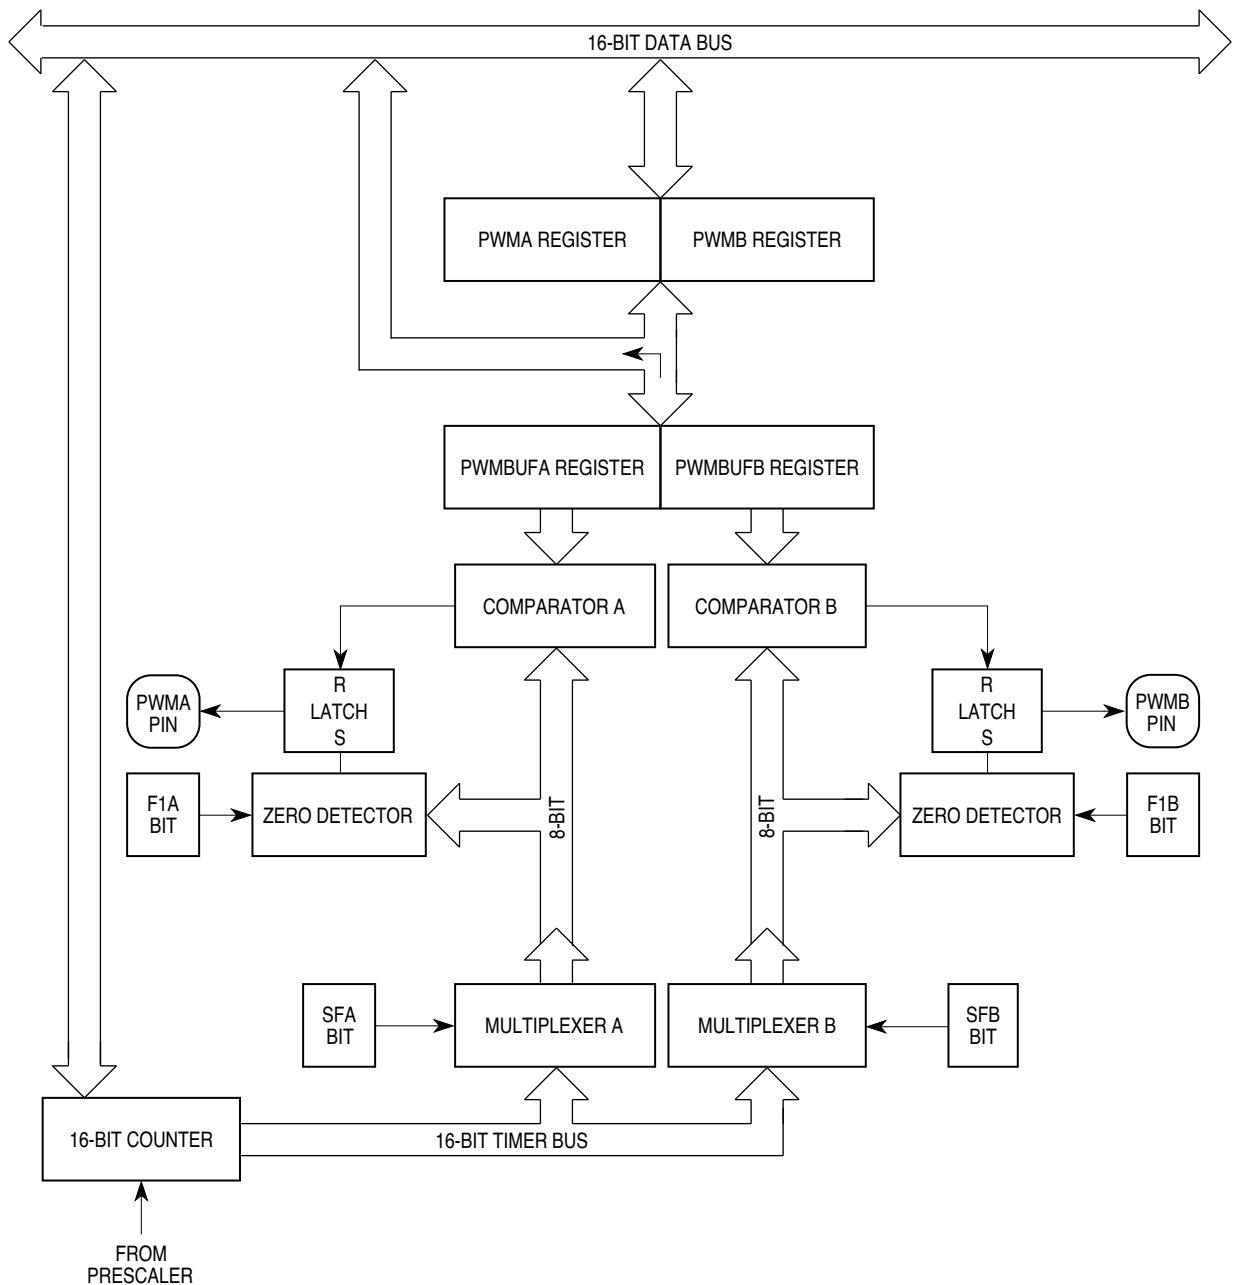 16-BIT DATA BUS
PWMA REGISTER
PWMB REGISTER
PWMBUFA REGISTER
PWMBUFB REGISTER
COMPARATOR A
COMPARATOR B
R
LATCH
S
R
LATCH
S
PWMA
PIN
PWMB
PIN
F1A
BIT
ZERO DETECTOR
8-BIT
8-BIT
ZERO DETECTOR
F1B
BIT
SFA
BIT
MULTIPLEXER A
MULTIPLEXER B
SFB
BIT
16-BIT COUNTER
16-BIT TIMER BUS
FROM
PRESCALER